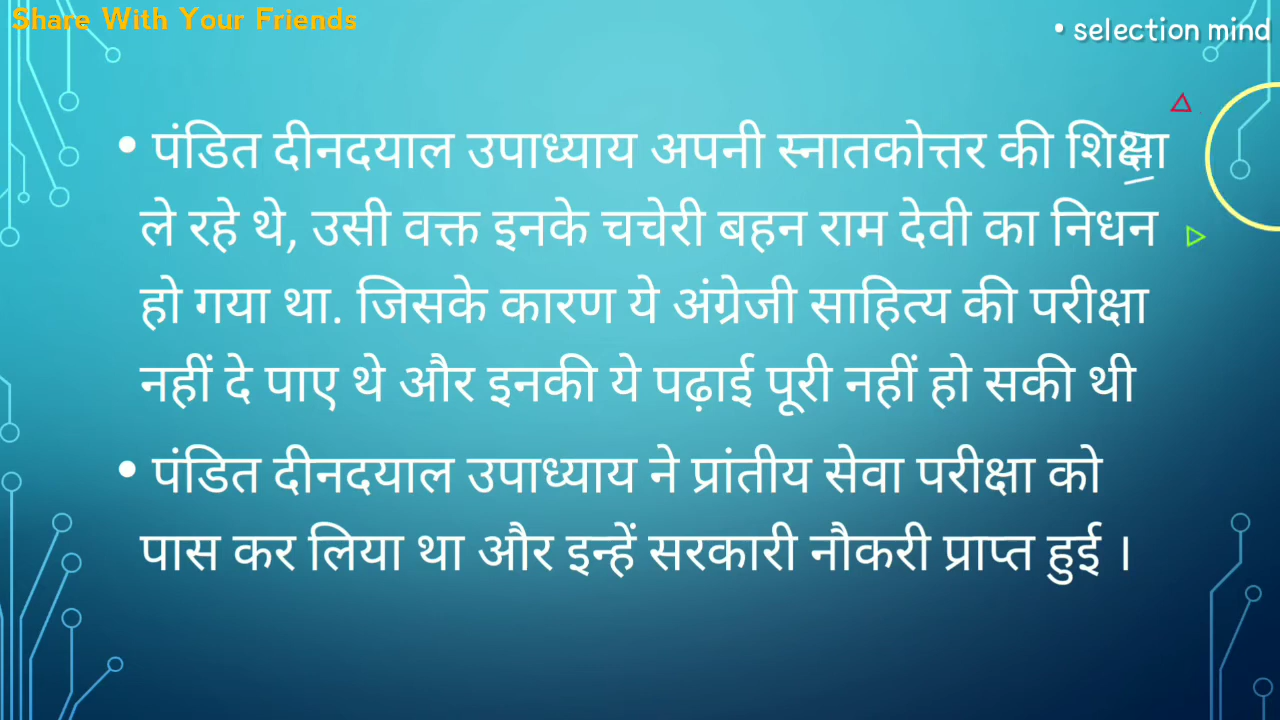 Share With Your Friends
• selection mind
• पंडित दीनदयाल उपाध्याय अपनी स्नातकोत्तर की शिक्षा
ले रहे थे, उसी वक्त इनके चचेरी बहन राम देवी का निधन
हो गया था. जिसके कारण ये अंग्रेजी साहित्य की परीक्षा
नहीं दे पाए थे और इनकी ये पढ़ाई पूरी नहीं हो सकी थी
• पंडित दीनदयाल उपाध्याय ने प्रांतीय सेवा परीक्षा को
पास कर लिया था और इन्हें सरकारी नौकरी प्राप्त हुई ।